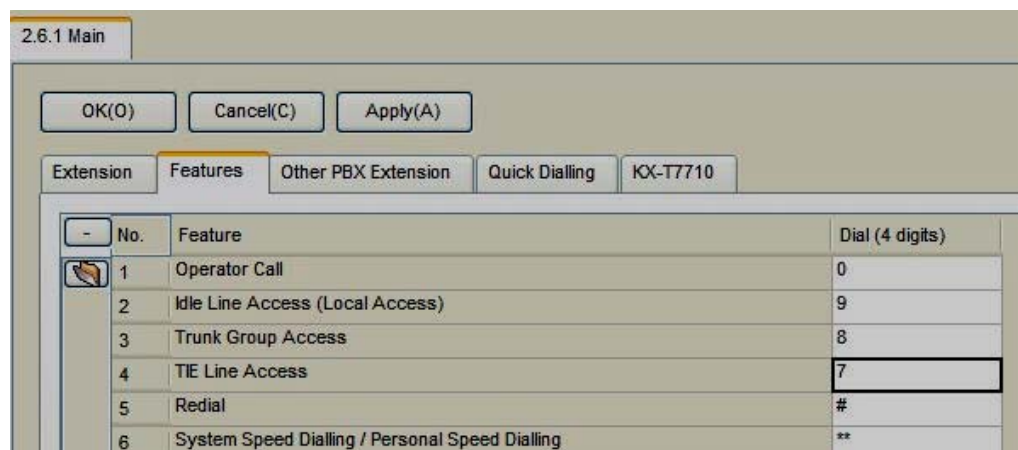 2.6.1 Main
OK(O) Cancel(C) Apply(A)
Extension Features Other PBX Extension Quick Dialling KX-T7710
- No. Feature Dial (4 digits)
1 Operator Call 0
2 Idle Line Access (Local Access) 9
3 Trunk Group Access 8
4 TIE Line Access 7
5 Redial #
6 System Speed Dialling / Personal Speed Dialling **